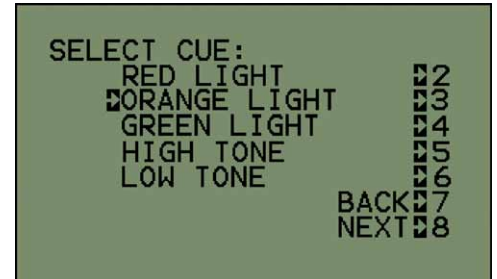 SELECT CUE:
RED LIGHT 2
ORANGE LIGHT 3
GREEN LIGHT 4
HIGH TONE 5
LOW TONE 6
BACK 7
NEXT 8